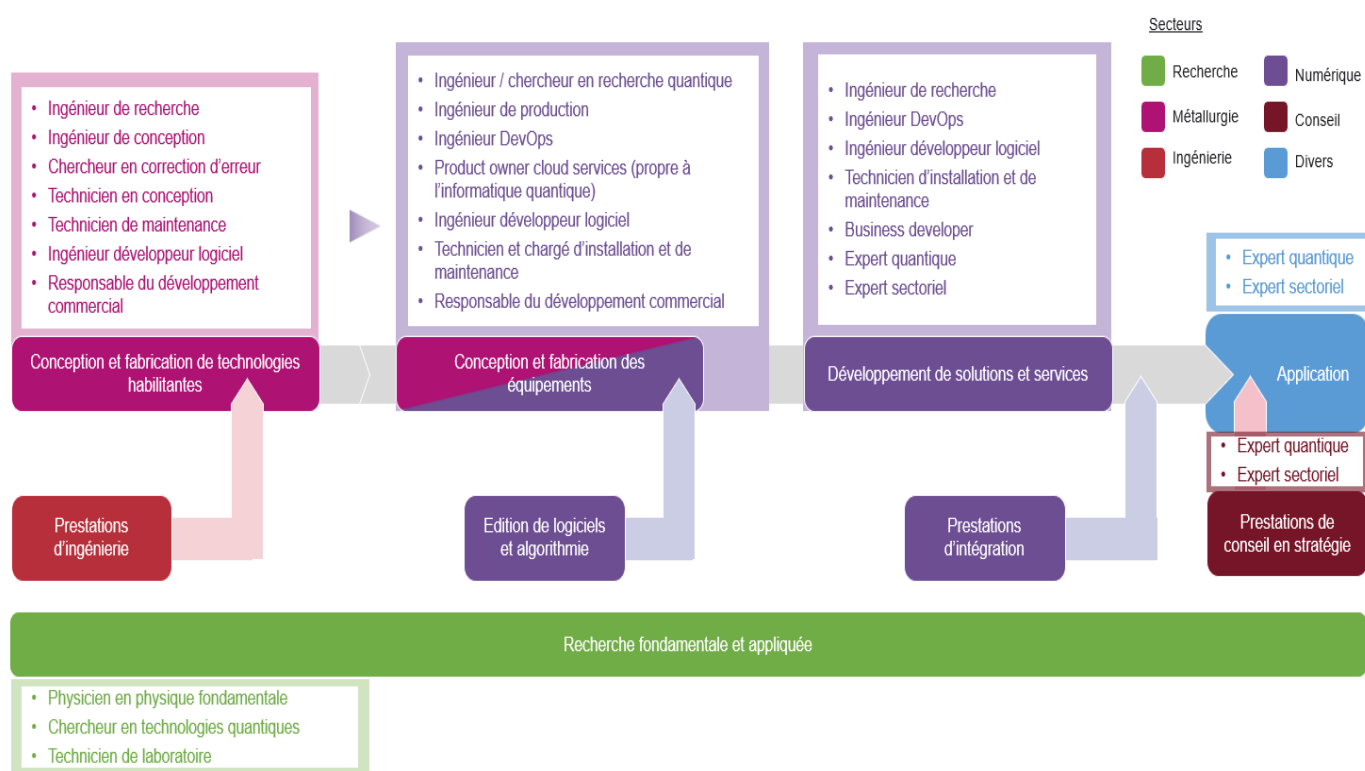 Secteurs
Recherche
Numérique
Métallurgie
Conseil
Ingénierie
Divers
• Ingénieur de recherche
• Ingénieur de conception
• Chercheur en correction d'erreur
• Technicien en conception
• Technicien de maintenance
• Ingénieur développeur logiciel
• Responsable du développement
commercial
• Ingénieur / chercheur en recherche quantique
• Ingénieur de production
• Ingénieur DevOps
• Product owner cloud services (propre à
l'informatique quantique)
• Ingénieur développeur logiciel
• Technicien et chargé d'installation et de
maintenance
• Responsable du développement commercial
• Ingénieur de recherche
• Ingénieur DevOps
• Ingénieur développeur logiciel
• Technicien d'installation et de
maintenance
• Business developer
• Expert quantique
• Expert sectoriel
• Expert quantique
• Expert sectoriel
Conception et fabrication de technologies
habilitantes
Conception et fabrication des
équipements
Développement de solutions et services
Application
• Expert quantique
• Expert sectoriel
Prestations
d'ingénierie
Edition de logiciels
et algorithmie
Prestations
d'intégration
Prestations de
conseil en stratégie
Recherche fondamentale et appliquée
• Physicien en physique fondamentale
• Chercheur en technologies quantiques
• Technicien de laboratoire